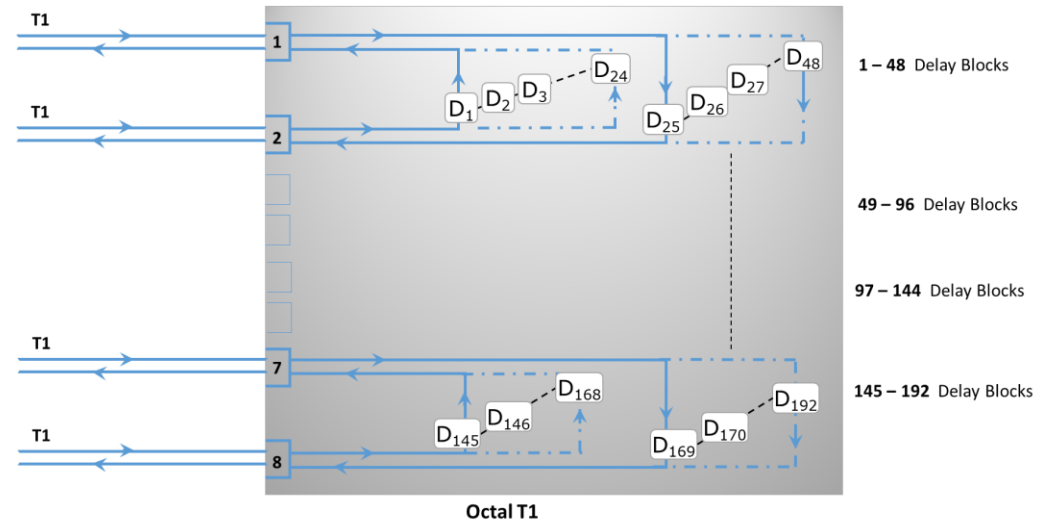 T1
1
D24
D48
1 – 48 Delay Blocks
D3
D27
D2
D26
D1
D25
T1
2
49 – 96 Delay Blocks
97 – 144 Delay Blocks
T1
7
D168
D192
145 – 192 Delay Blocks
D146
D170
D145
D169
T1
8
Octal T1